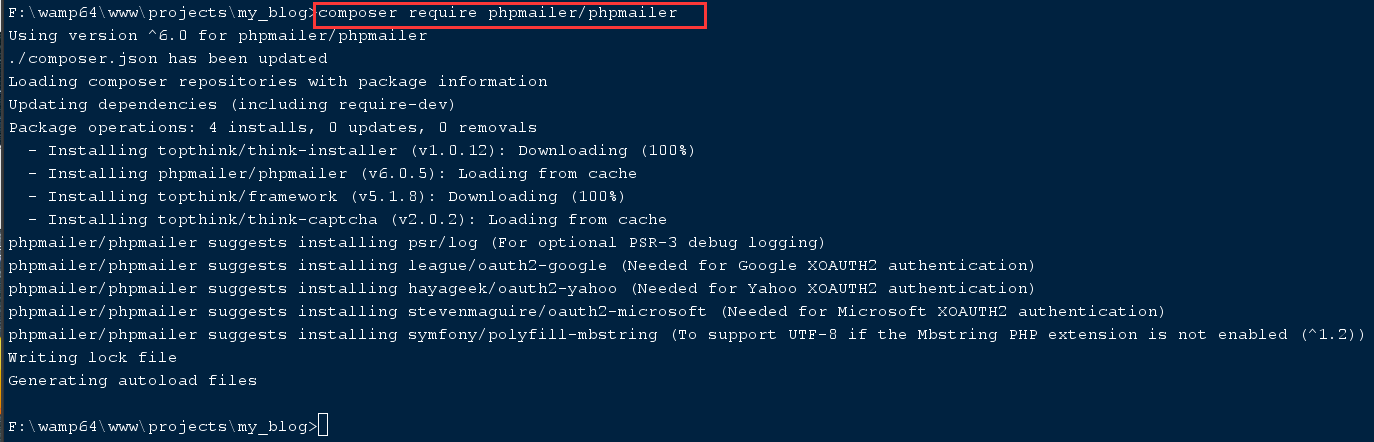 F:\wamp64\www\projects\my_blog>composer require phpmailer/phpmailer
Using version ^6.0 for phpmailer/phpmailer
./composer.json has been updated
Loading composer repositories with package information
Updating dependencies (including require-dev)
Package operations: 4 installs, 0 updates, 0 removals
  - Installing topthink/think-installer (v1.0.12): Downloading (100%)
  - Installing phpmailer/phpmailer (v6.0.5): Loading from cache
  - Installing topthink/framework (v5.1.8): Downloading (100%)
  - Installing topthink/think-captcha (v2.0.2): Loading from cache
phpmailer/phpmailer suggests installing psr/log (For optional PSR-3 debug logging)
phpmailer/phpmailer suggests installing league/oauth2-google (Needed for Google XOAUTH2 authentication)
phpmailer/phpmailer suggests installing hayageek/oauth2-yahoo (Needed for Yahoo XOAUTH2 authentication)
phpmailer/phpmailer suggests installing stevenmaguire/oauth2-microsoft (Needed for Microsoft XOAUTH2 authentication)
phpmailer/phpmailer suggests installing symfony/polyfill-mbstring (To support UTF-8 if the Mbstring PHP extension is not enabled (^1.2))
Writing lock file
Generating autoload files
F:\wamp64\www\projects\my_blog>